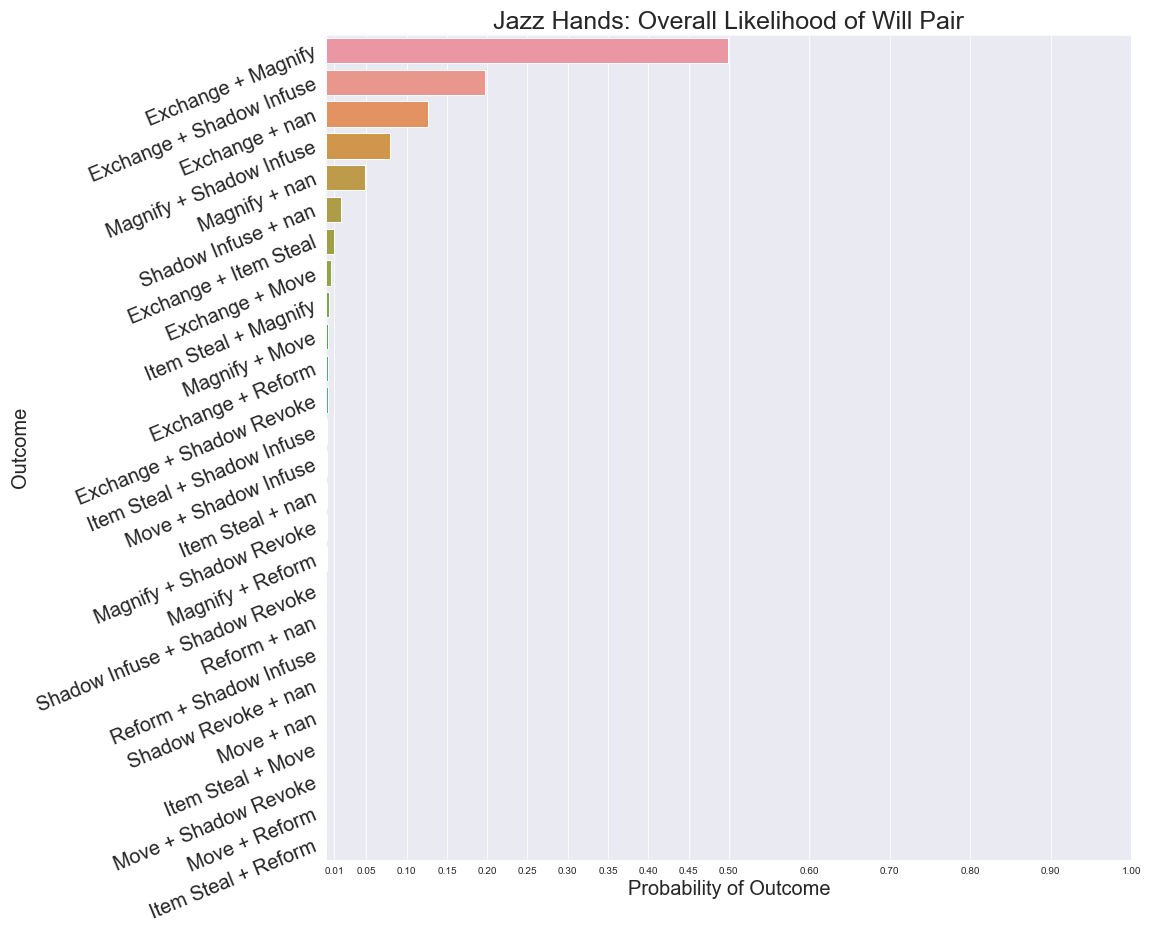 Jazz Hands: Overall Likelihood of Will Pair
Exchange + Magnify
Exchange + Shadow Infuse
Exchange + nan
Magnify + Shadow Infuse
Magnify + nan
Shadow Infuse + nan
Exchange + Item Steal
Exchange + Move
Item Steal + Magnify
Magnify + Move
Exchange + Reform
Exchange + Shadow Revoke
Item Steal + Shadow Infuse
Move + Shadow Infuse
Item Steal + nan
Magnify + Shadow Revoke
Magnify + Reform
Shadow Infuse + Shadow Revoke
Reform + nan
Reform + Shadow Infuse
Shadow Revoke + nan
Move + nan
Item Steal + Move
Move + Shadow Revoke
Move + Reform
Item Steal + Reform
Outcome
0.01 0.05 0.10 0.15 0.20 0.25 0.30 0.35 0.40 0.45 0.50 0.60 0.70 0.80 0.90 1.00
Probability of Outcome